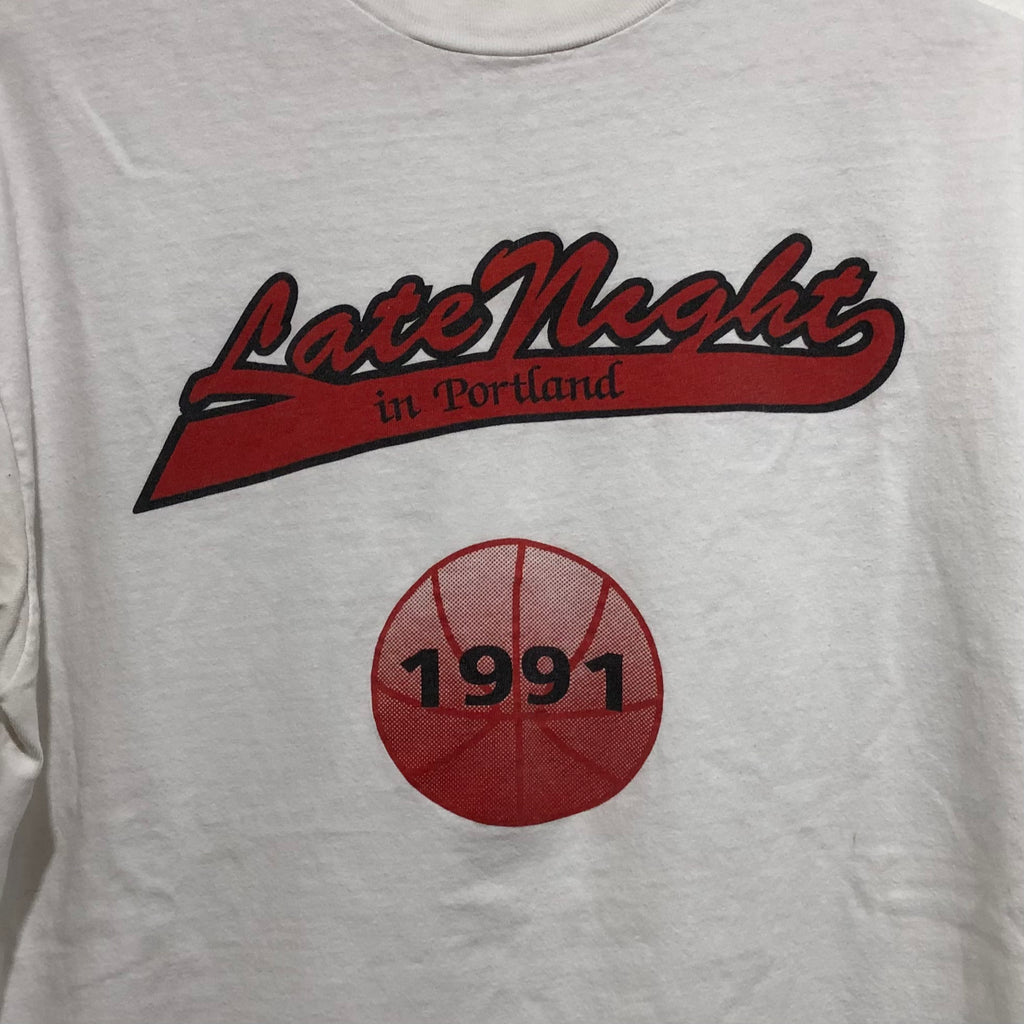 Late Night
in Portland
1991